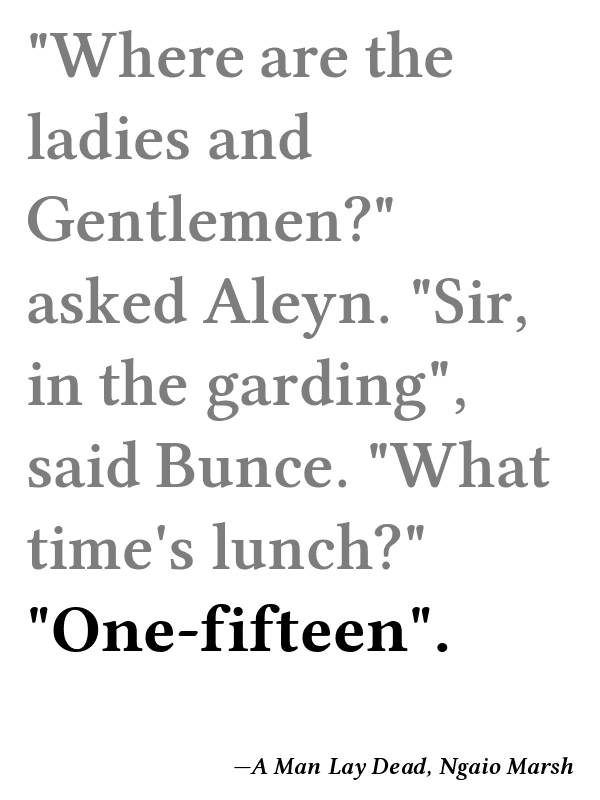 "Where are the
ladies and
Gentlemen?"
asked Aleyn. "Sir,
in the garding",
said Bunce. "What
time's lunch?"
"One-fifteen".
—A Man Lay Dead, Ngaio Marsh